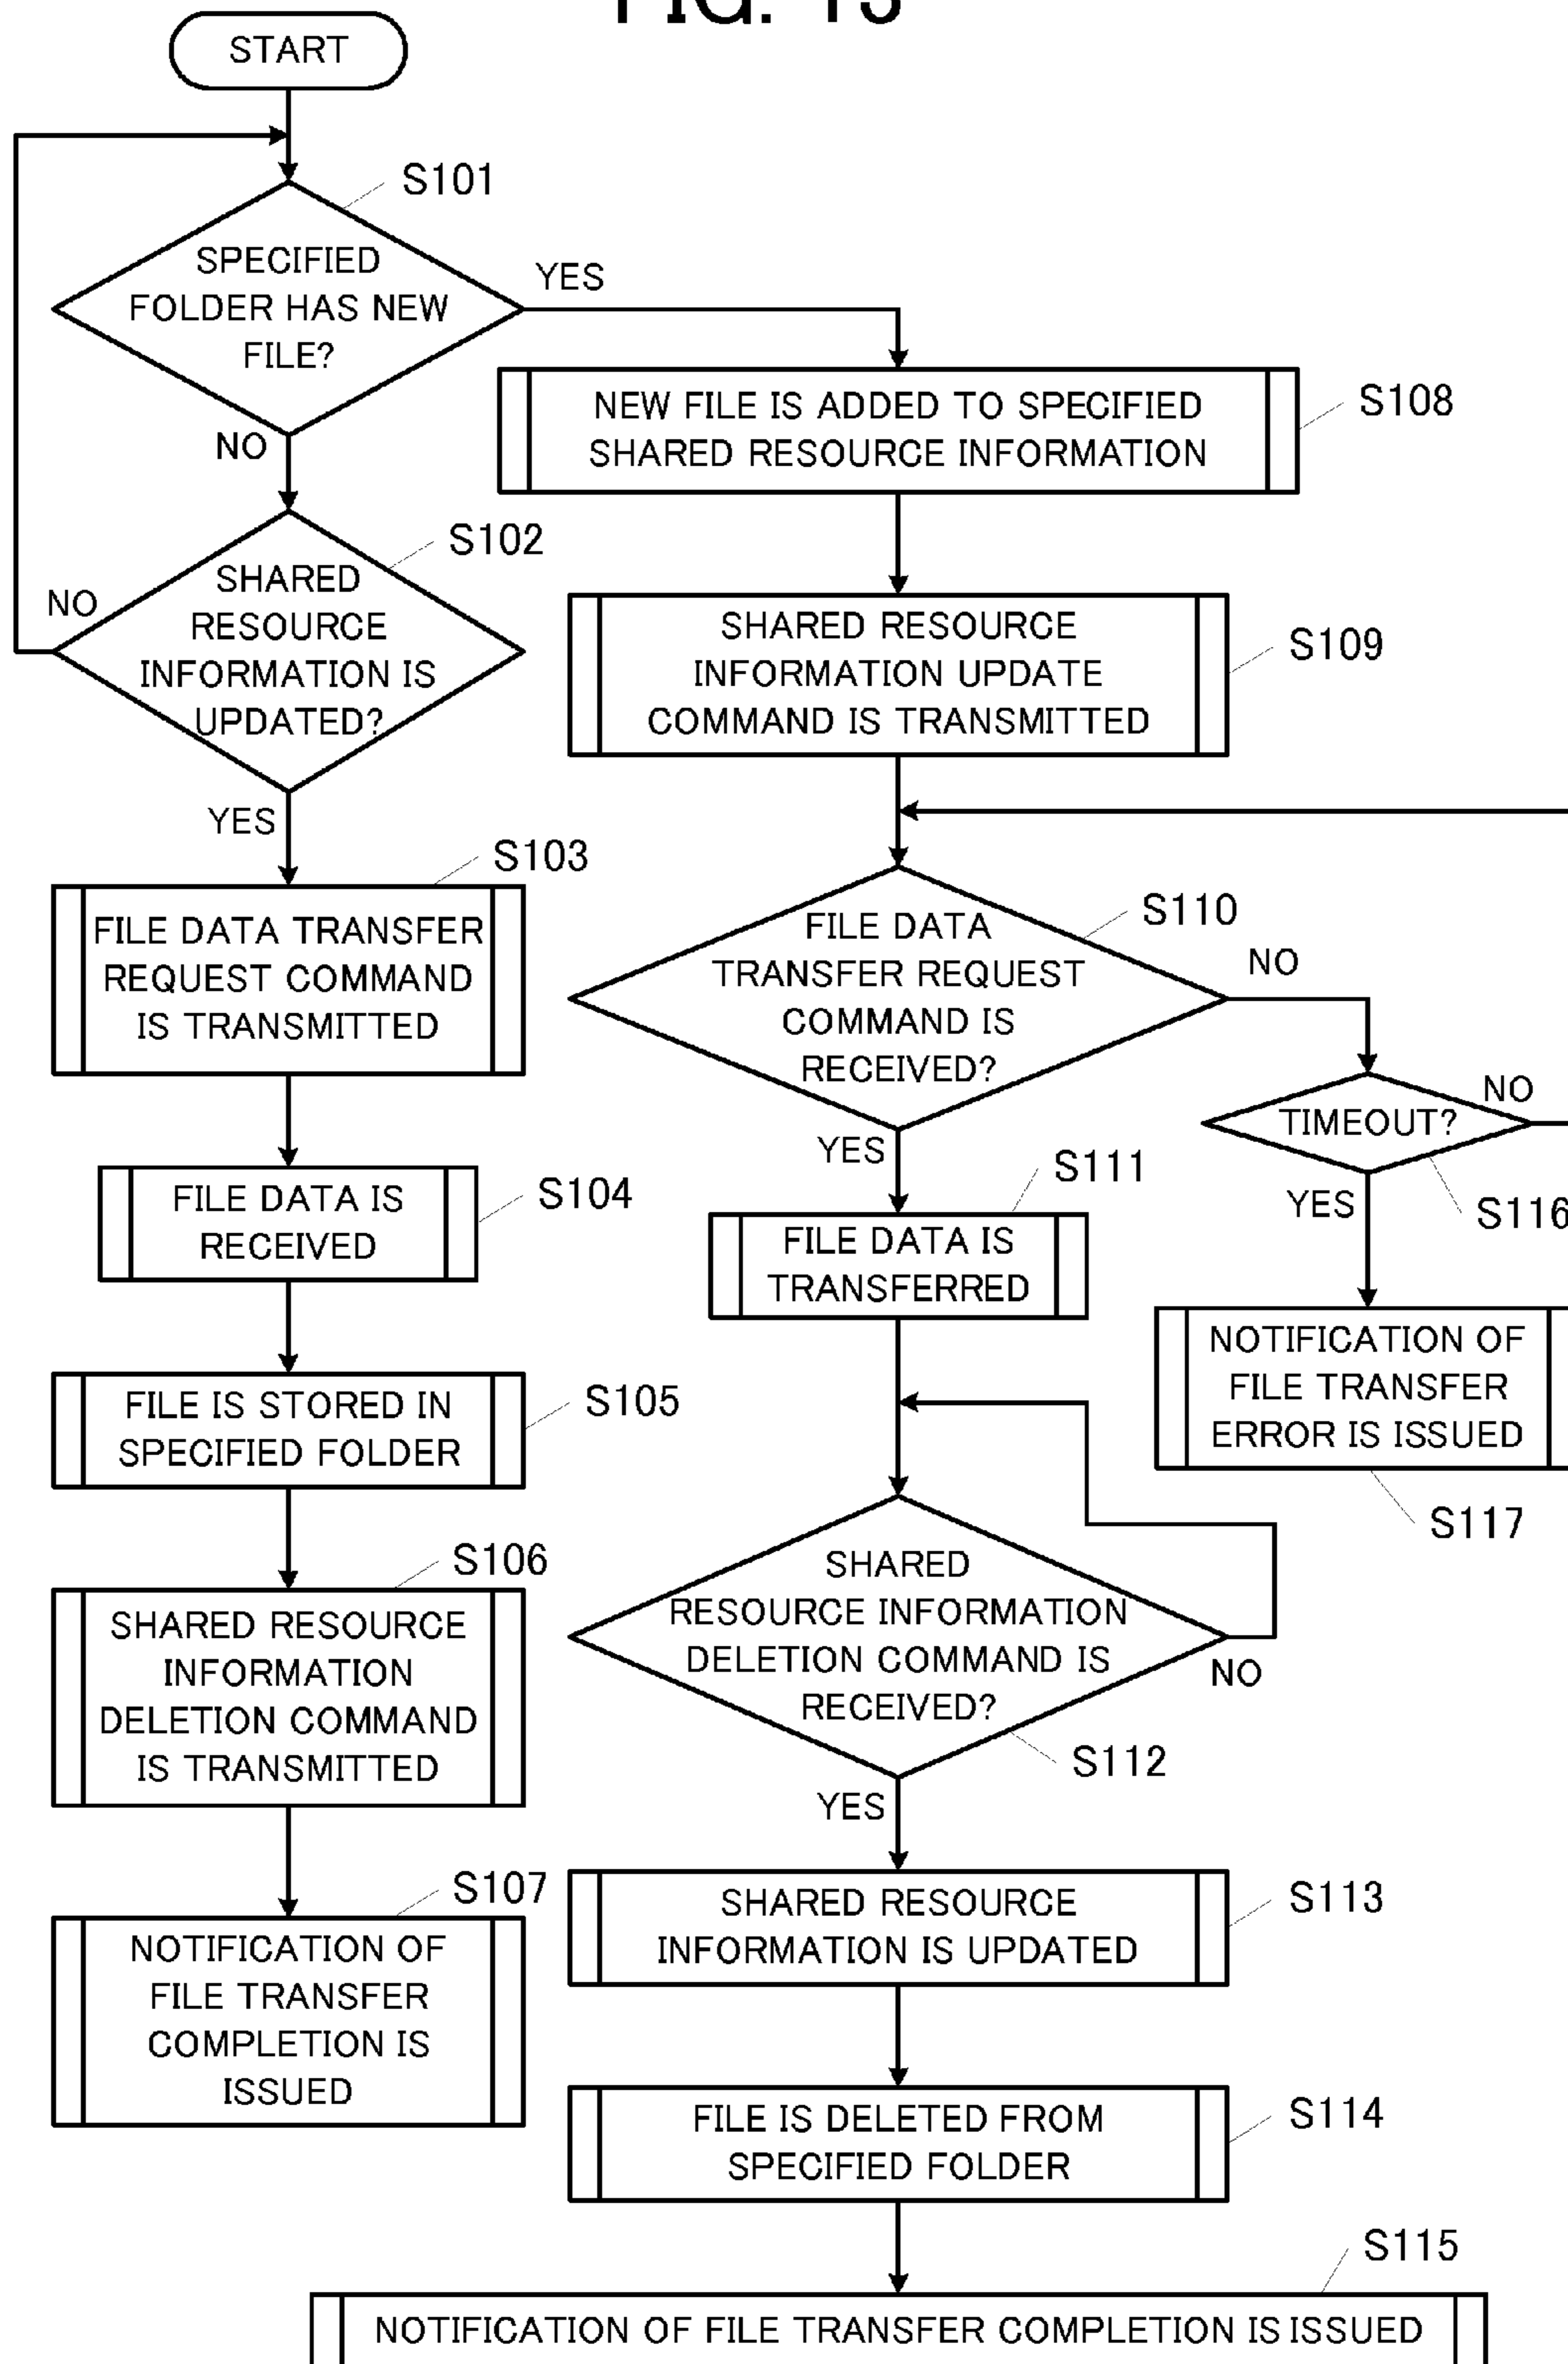 FIG. 13
START
S101
SPECIFIED
FOLDER HAS NEW
FILE?
YES
NO
S102
SHARED
RESOURCE
INFORMATION IS
UPDATED?
NO
YES
S103
FILE DATA TRANSFER
REQUEST COMMAND
IS TRANSMITTED
S104
FILE DATA IS
RECEIVED
S105
FILE IS STORED IN
SPECIFIED FOLDER
S106
SHARED RESOURCE
INFORMATION
DELETION COMMAND
IS TRANSMITTED
S107
NOTIFICATION OF
FILE TRANSFER
COMPLETION IS
ISSUED
S108
NEW FILE IS ADDED TO SPECIFIED
SHARED RESOURCE INFORMATION
S109
SHARED RESOURCE
INFORMATION UPDATE
COMMAND IS TRANSMITTED
S110
FILE DATA
TRANSFER REQUEST
COMMAND IS
RECEIVED?
NO
YES
S111
FILE DATA IS
TRANSFERRED
TIMEOUT?
NO
YES
S116
NOTIFICATION OF
FILE TRANSFER
ERROR IS ISSUED
S117
SHARED
RESOURCE INFORMATION
DELETION COMMAND IS
RECEIVED?
NO
S112
YES
S113
SHARED RESOURCE
INFORMATION IS UPDATED
S114
FILE IS DELETED FROM
SPECIFIED FOLDER
S115
NOTIFICATION OF FILE TRANSFER COMPLETION IS ISSUED